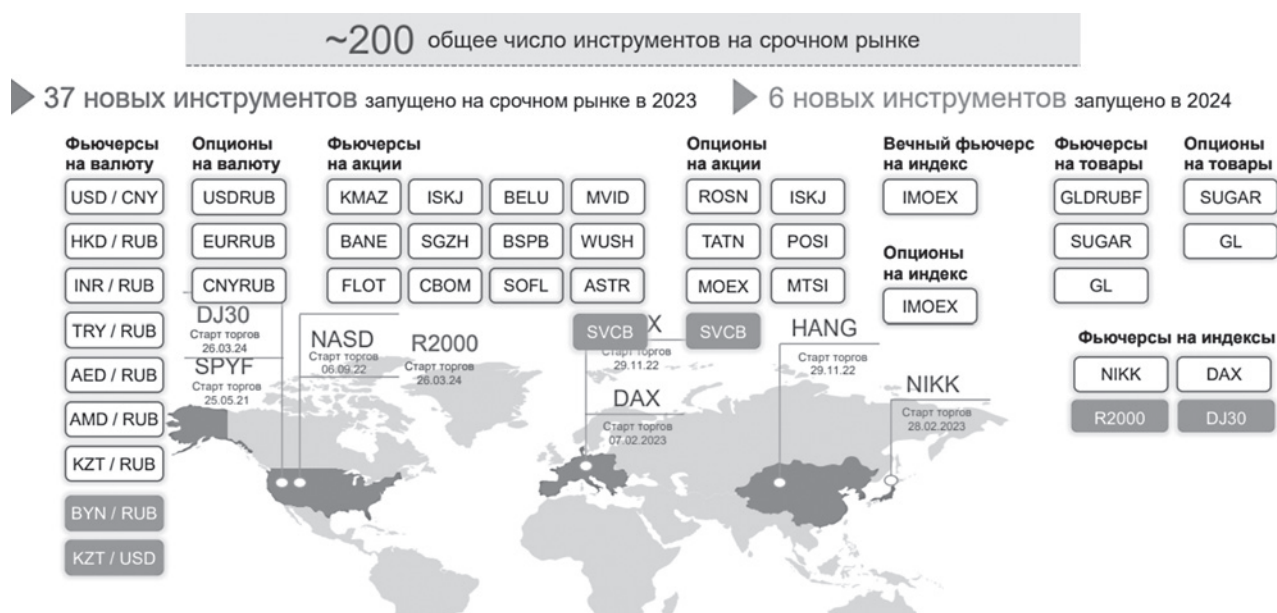 ~200 общее число инструментов на срочном рынке
37 новых инструментов запущено на срочном рынке в 2023
6 новых инструментов запущено в 2024
Фьючерсы
на валюту
USD / CNY
HKD / RUB
INR / RUB
TRY / RUB
AED / RUB
AMD / RUB
KZT / RUB
BYN / RUB
KZT / USD
Опционы
на валюту
USDRUB
EURRUB
CNYRUB
Фьючерсы
на акции
KMAZ ISKJ BELU MVID
BANE SGZH BSPB WUSH
FLOT CBOM SOFL ASTR
SVCB
Опционы
на акции
ROSN ISKJ
TATN POSI
MOEX MTSI
SVCB
Вечный фьючерс
на индекс
IMOEX
Опционы
на индекс
IMOEX
Фьючерсы
на товары
GLDRUBF
SUGAR
GL
Опционы
на товары
SUGAR
GL
Фьючерсы на индексы
NIKK DAX
R2000 DJ30
DJ30
Старт торгов
26.03.24
SPYF
Старт торгов
25.05.21
NASD
Старт торгов
06.09.22
R2000
Старт торгов
26.03.24
X
Старт торгов
29.11.22
DAX
Старт торгов
07.02.2023
HANG
Старт торгов
29.11.22
NIKK
Старт торгов
28.02.2023